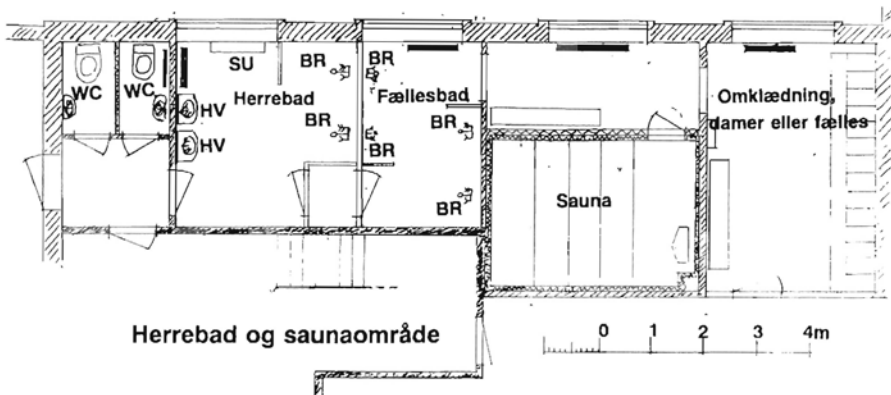 WC
WC
SU
HV
HV
Herrebad
BR
BR
BR
BR
Fællesbad
BR
BR
Sauna
Omklædning,
damer eller fælles
Herrebad og saunaområde
0 1 2 3 4m